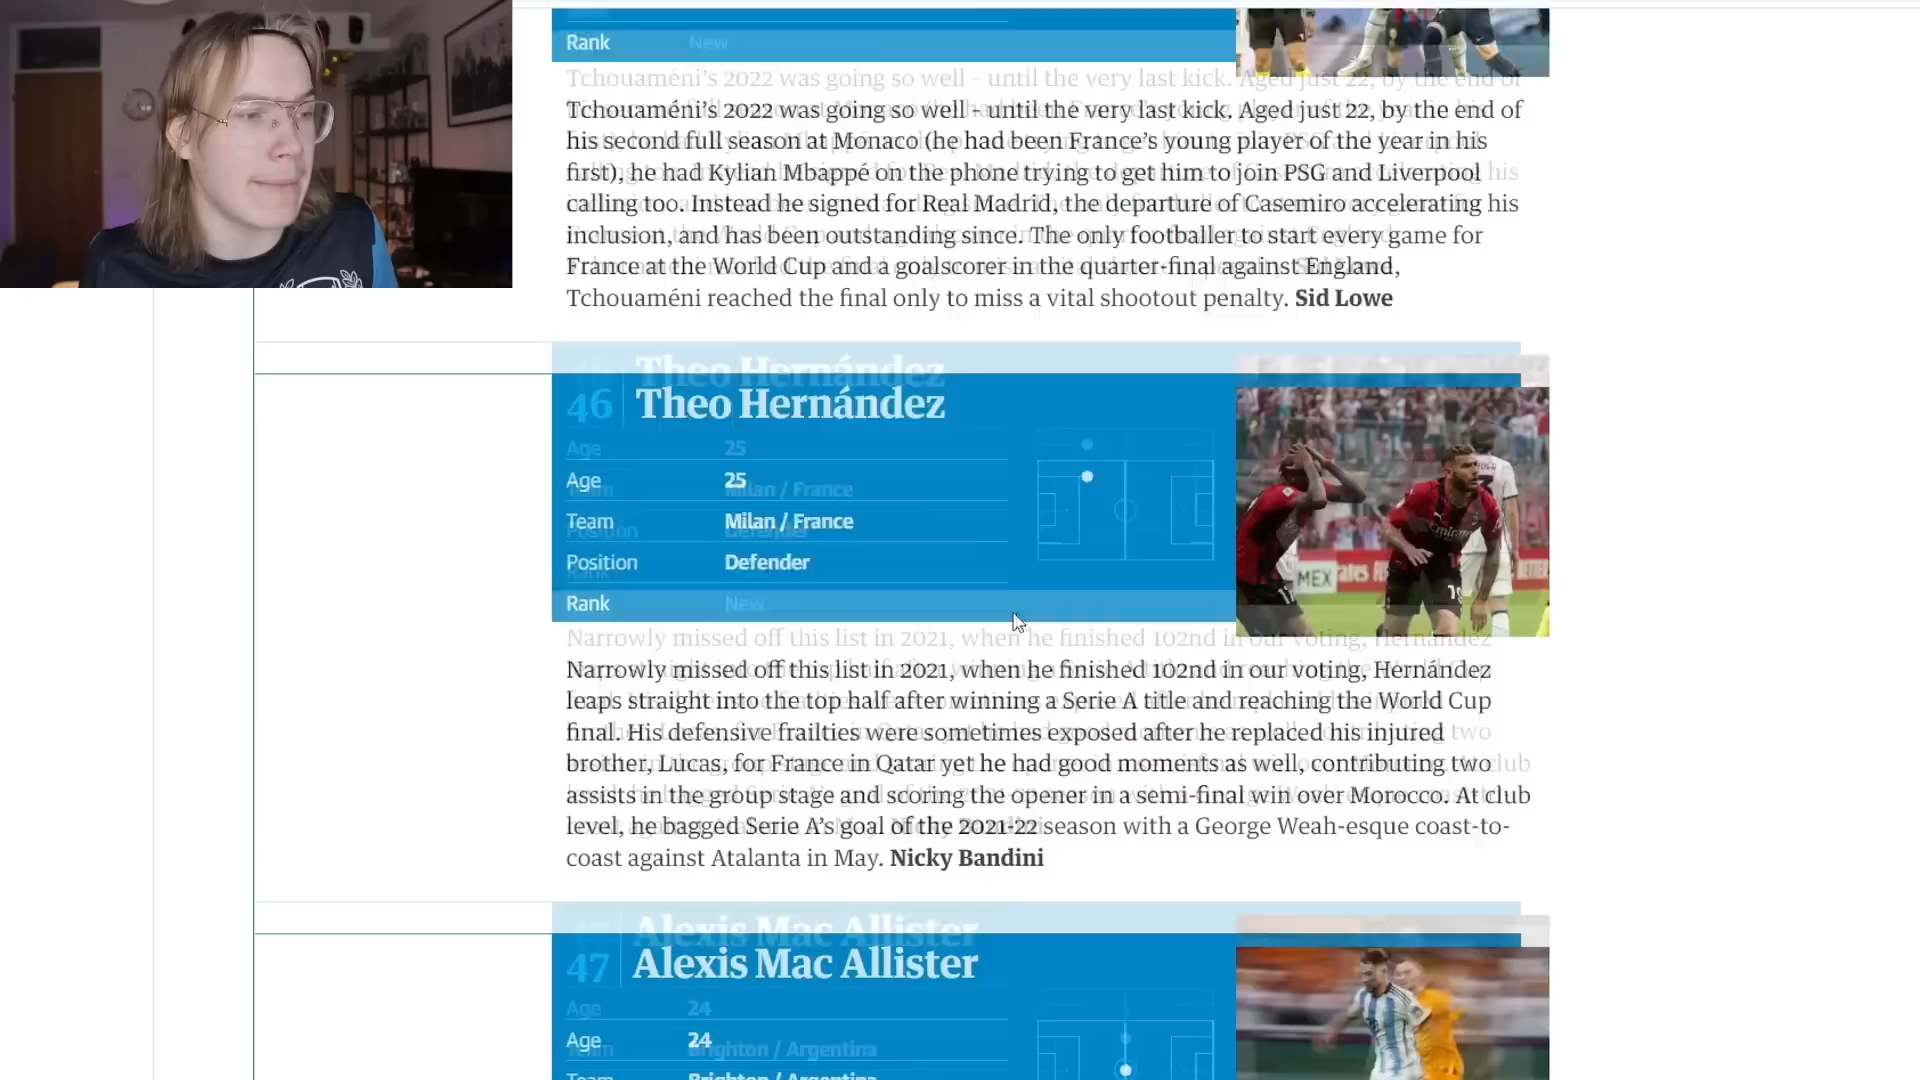 Rank New
Tchouaméni’s 2022 was going so well – until the very last kick. Aged just 22, by the end of
his second full season at Monaco (he had been France’s young player of the year in his
first), he had Kylian Mbappé on the phone trying to get him to join PSG and Liverpool
calling too. Instead he signed for Real Madrid, the departure of Casemiro accelerating his
inclusion, and has been outstanding since. The only footballer to start every game for
France at the World Cup and a goalscorer in the quarter-final against England,
Tchouaméni reached the final only to miss a vital shootout penalty. Sid Lowe
46 Theo Hernández
Age 25
Team Milan / France
Position Defender
Rank New
MEX
Narrowly missed off this list in 2021, when he finished 102nd in our voting, Hernández
leaps straight into the top half after winning a Serie A title and reaching the World Cup
final. His defensive frailties were sometimes exposed after he replaced his injured
brother, Lucas, for France in Qatar yet he had good moments as well, contributing two
assists in the group stage and scoring the opener in a semi-final win over Morocco. At club
level, he bagged Serie A’s goal of the 2021-22 season with a George Weah-esque coast-to-
coast against Atalanta in May. Nicky Bandini
47 Alexis Mac Allister
Age 24
Team Brighton / Argentina